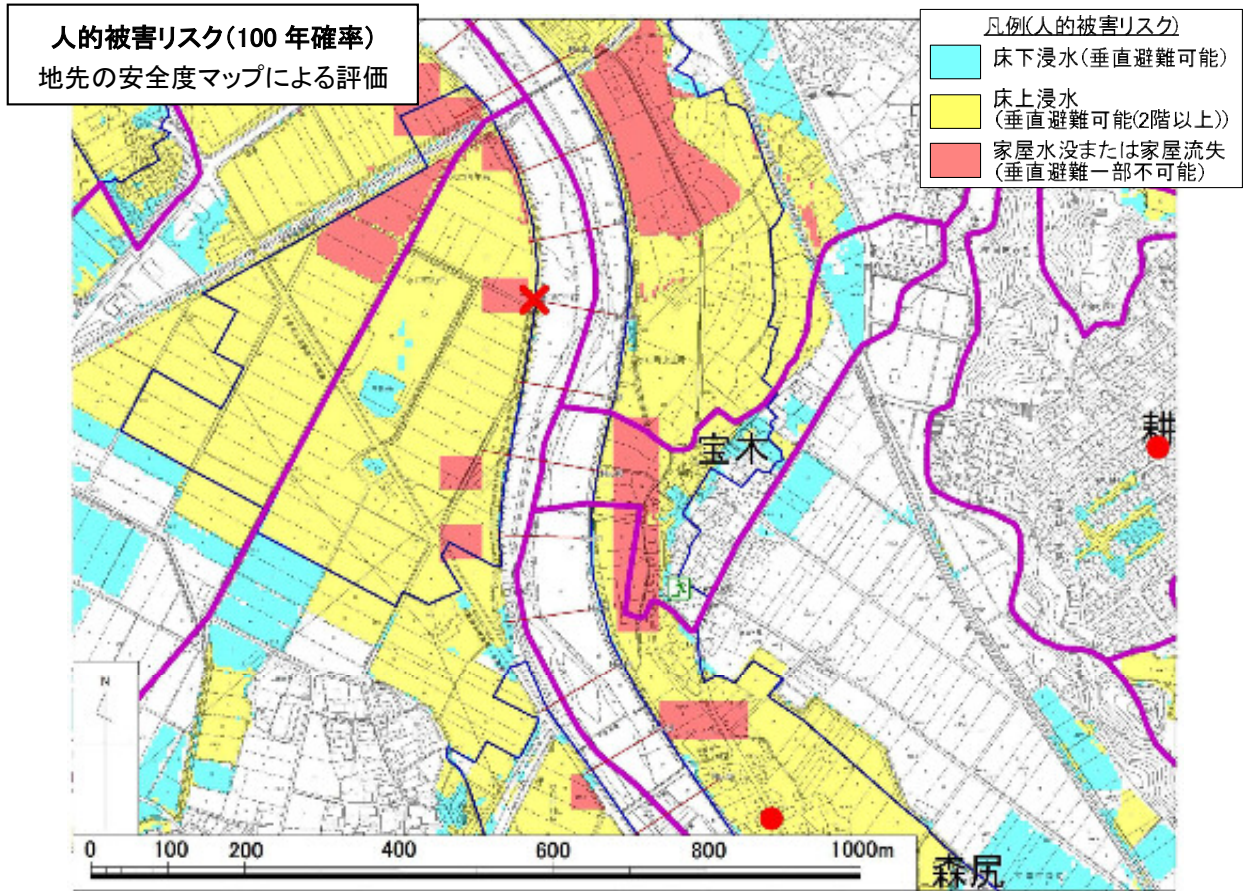 人的被害リスク(100 年確率)
地先の安全度マップによる評価
凡例(人的被害リスク)
床下浸水(垂直避難可能)
床上浸水
(垂直避難可能(2階以上))
家屋水没または家屋流失
(垂直避難一部不可能)
耕
宝木
N
0 100 200 400 600 800 1000m
森尻